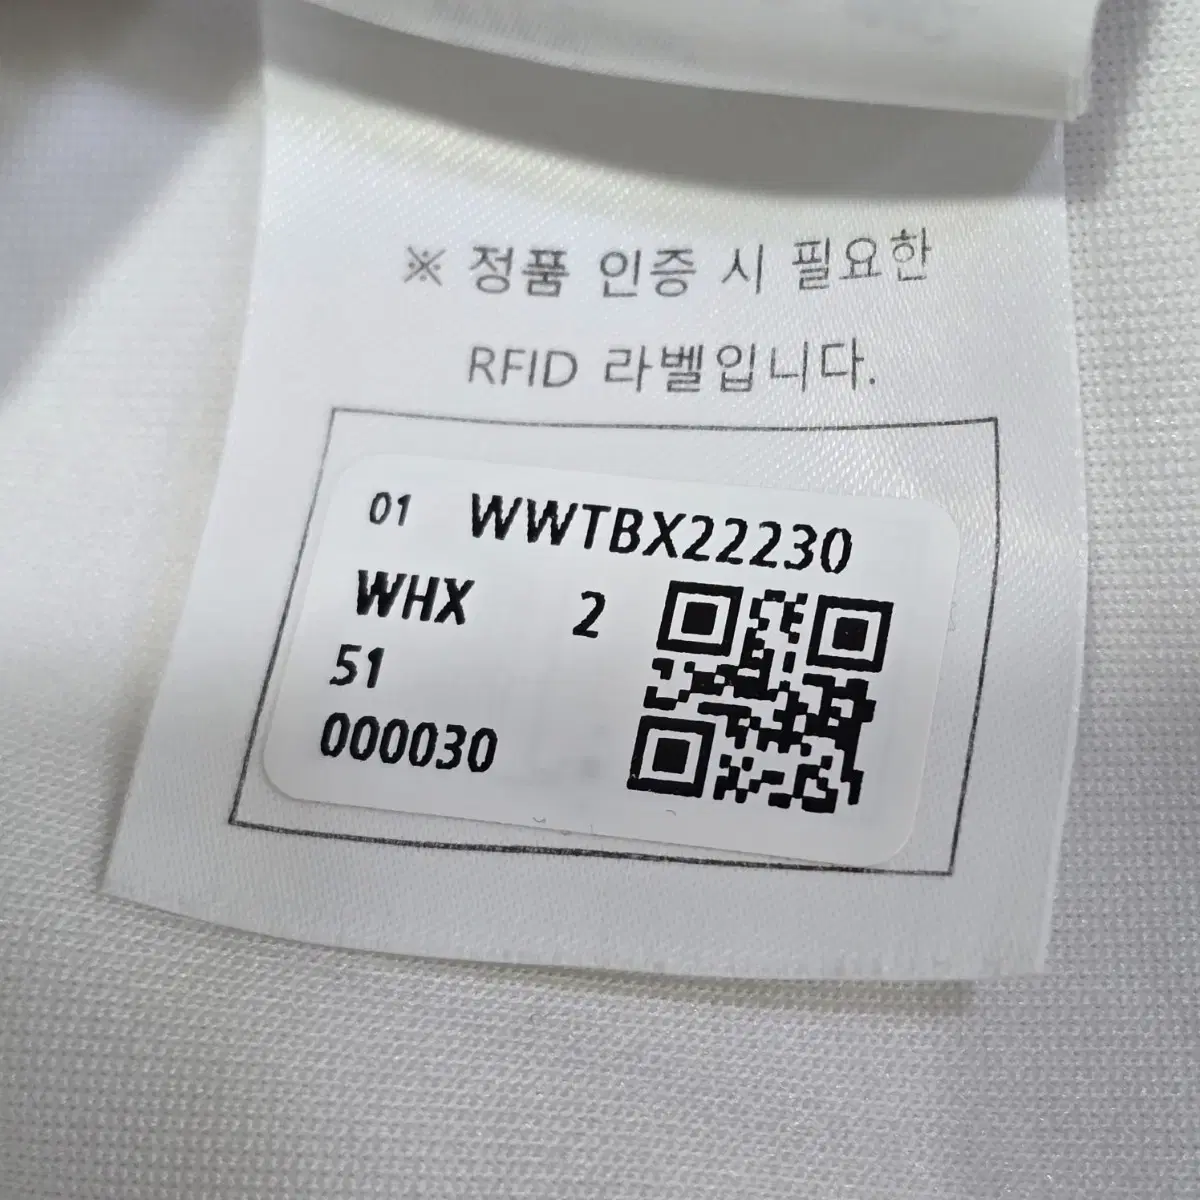 ※ 정품 인증 시 필요한
RFID 라벨입니다.
01 WWTBX22230
WHX 2
51
000030